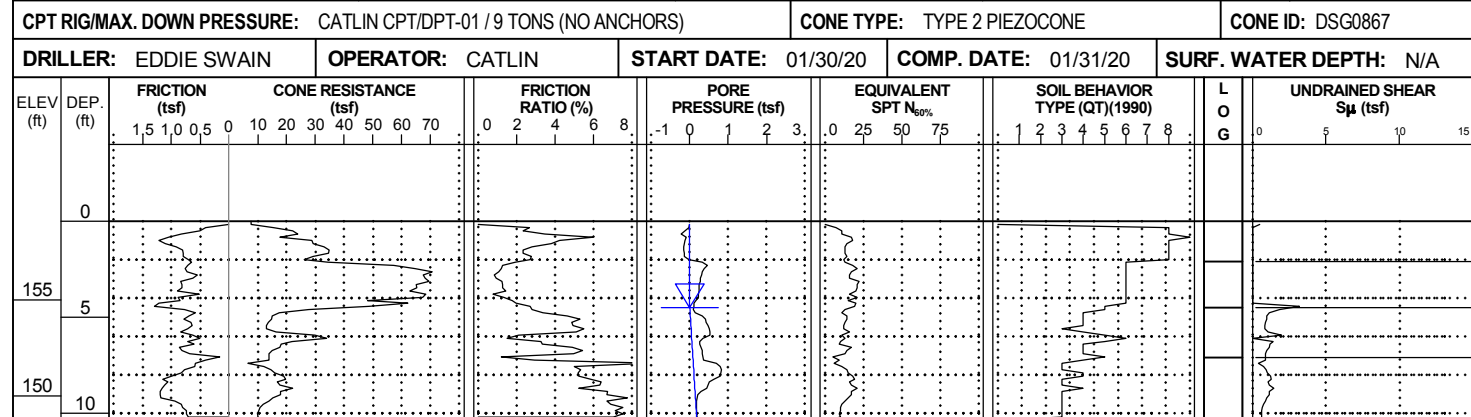 CPT RIG/MAX. DOWN PRESSURE: CATLIN CPT/DPT-01 / 9 TONS (NO ANCHORS) CONE TYPE: TYPE 2 PIEZOCONE CONE ID: DSG0867
DRILLER: EDDIE SWAIN OPERATOR: CATLIN START DATE: 01/30/20 COMP. DATE: 01/31/20 SURF. WATER DEPTH: N/A
ELEV (ft)
DEP. (ft)
FRICTION (tsf)
1,5 1,0 0,5 0
CONE RESISTANCE (tsf)
10 20 30 40 50 60 70
FRICTION RATIO (%)
0 2 4 6 8
PORE PRESSURE (tsf)
-1 0 1 2 3
EQUIVALENT SPT N60%
0 25 50 75
SOIL BEHAVIOR TYPE (QT)(1990)
1 2 3 4 5 6 7 8
LOG
UNDRAINED SHEAR Sμ (tsf)
0 5 10 15
0
155
5
150
10